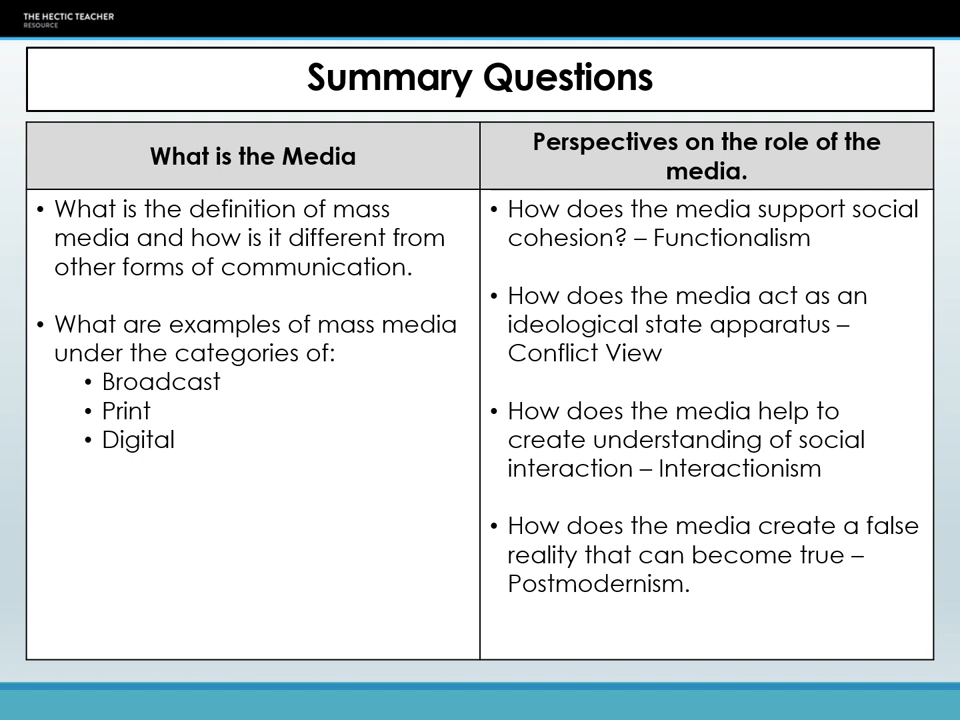 THE HECTIC TEACHER
RESOURCE
Summary Questions
What is the Media
• What is the definition of mass
media and how is it different from
other forms of communication.
• What are examples of mass media
under the categories of:
• Broadcast
• Print
• Digital
Perspectives on the role of the
media.
• How does the media support social
cohesion? – Functionalism
• How does the media act as an
ideological state apparatus –
Conflict View
• How does the media help to
create understanding of social
interaction – Interactionism
• How does the media create a false
reality that can become true –
Postmodernism.